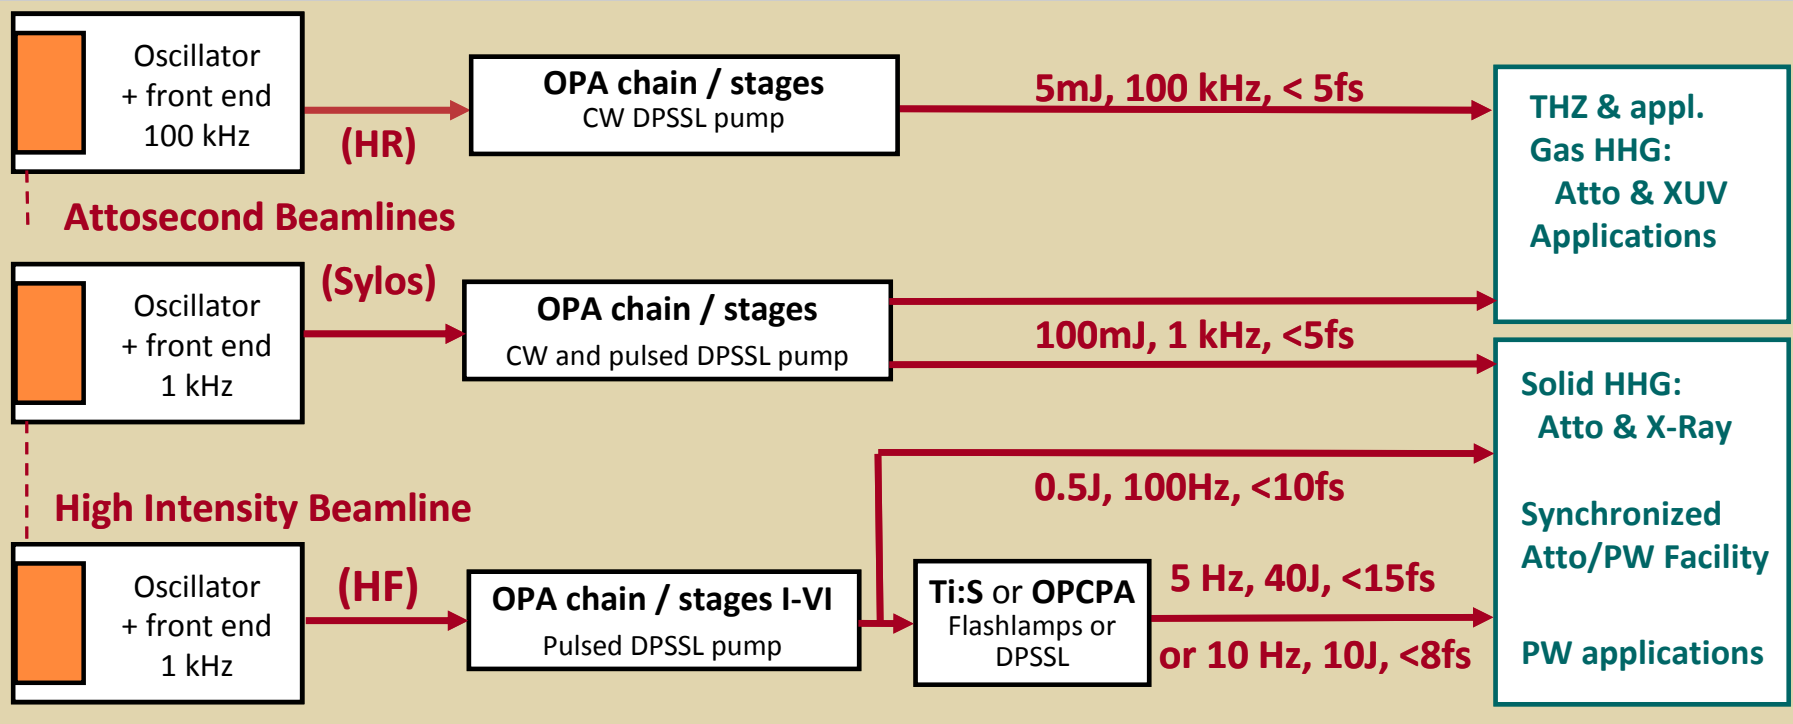 Oscillator
+ front end
100 kHz
(HR)
OPA chain / stages
CW DPSSL pump
5mJ, 100 kHz, < 5fs
THZ & appl.
Gas HHG:
Atto & XUV
Applications
Attosecond Beamlines
Oscillator
+ front end
1 kHz
(Sylos)
OPA chain / stages
CW and pulsed DPSSL pump
100mJ, 1 kHz, <5fs
Solid HHG:
Atto & X-Ray
Synchronized
Atto/PW Facility
PW applications
0.5J, 100Hz, <10fs
High Intensity Beamline
Oscillator
+ front end
1 kHz
(HF)
OPA chain / stages I-VI
Pulsed DPSSL pump
Ti:S or OPCPA
Flashlamps or
DPSSL
5 Hz, 40J, <15fs
or 10 Hz, 10J, <8fs